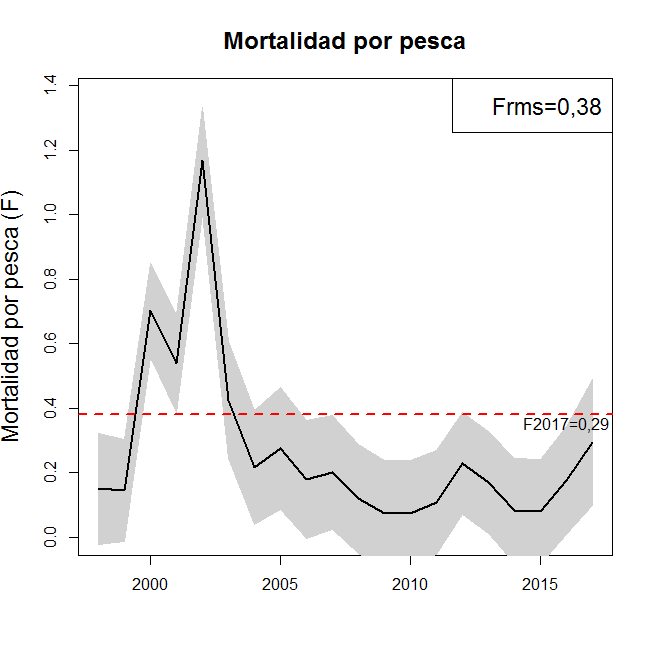 Mortalidad por pesca
Mortalidad por pesca (F)
1.4
1.2
1.0
0.8
0.6
0.4
0.2
0.0
Frms=0,38
F2017=0,29
2000 2005 2010 2015